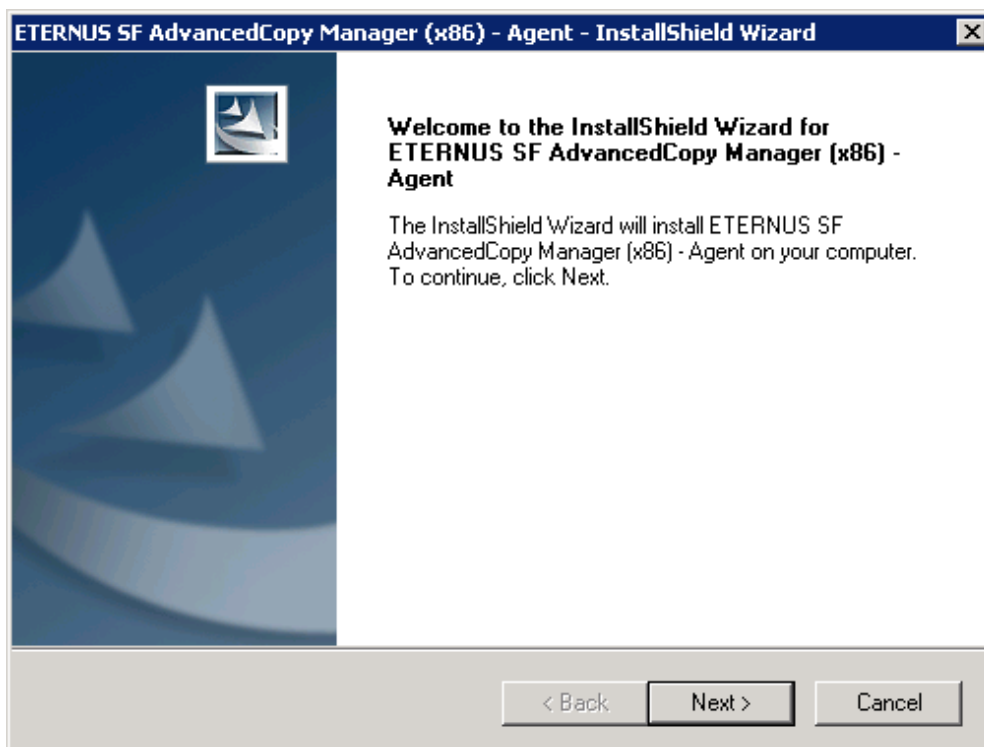 ETERNUS SF AdvancedCopy Manager (x86) - Agent - InstallShield Wizard
Welcome to the InstallShield Wizard for
ETERNUS SF AdvancedCopy Manager (x86) -
Agent
The InstallShield Wizard will install ETERNUS SF
AdvancedCopy Manager (x86) - Agent on your computer.
To continue, click Next.
< Back Next > Cancel